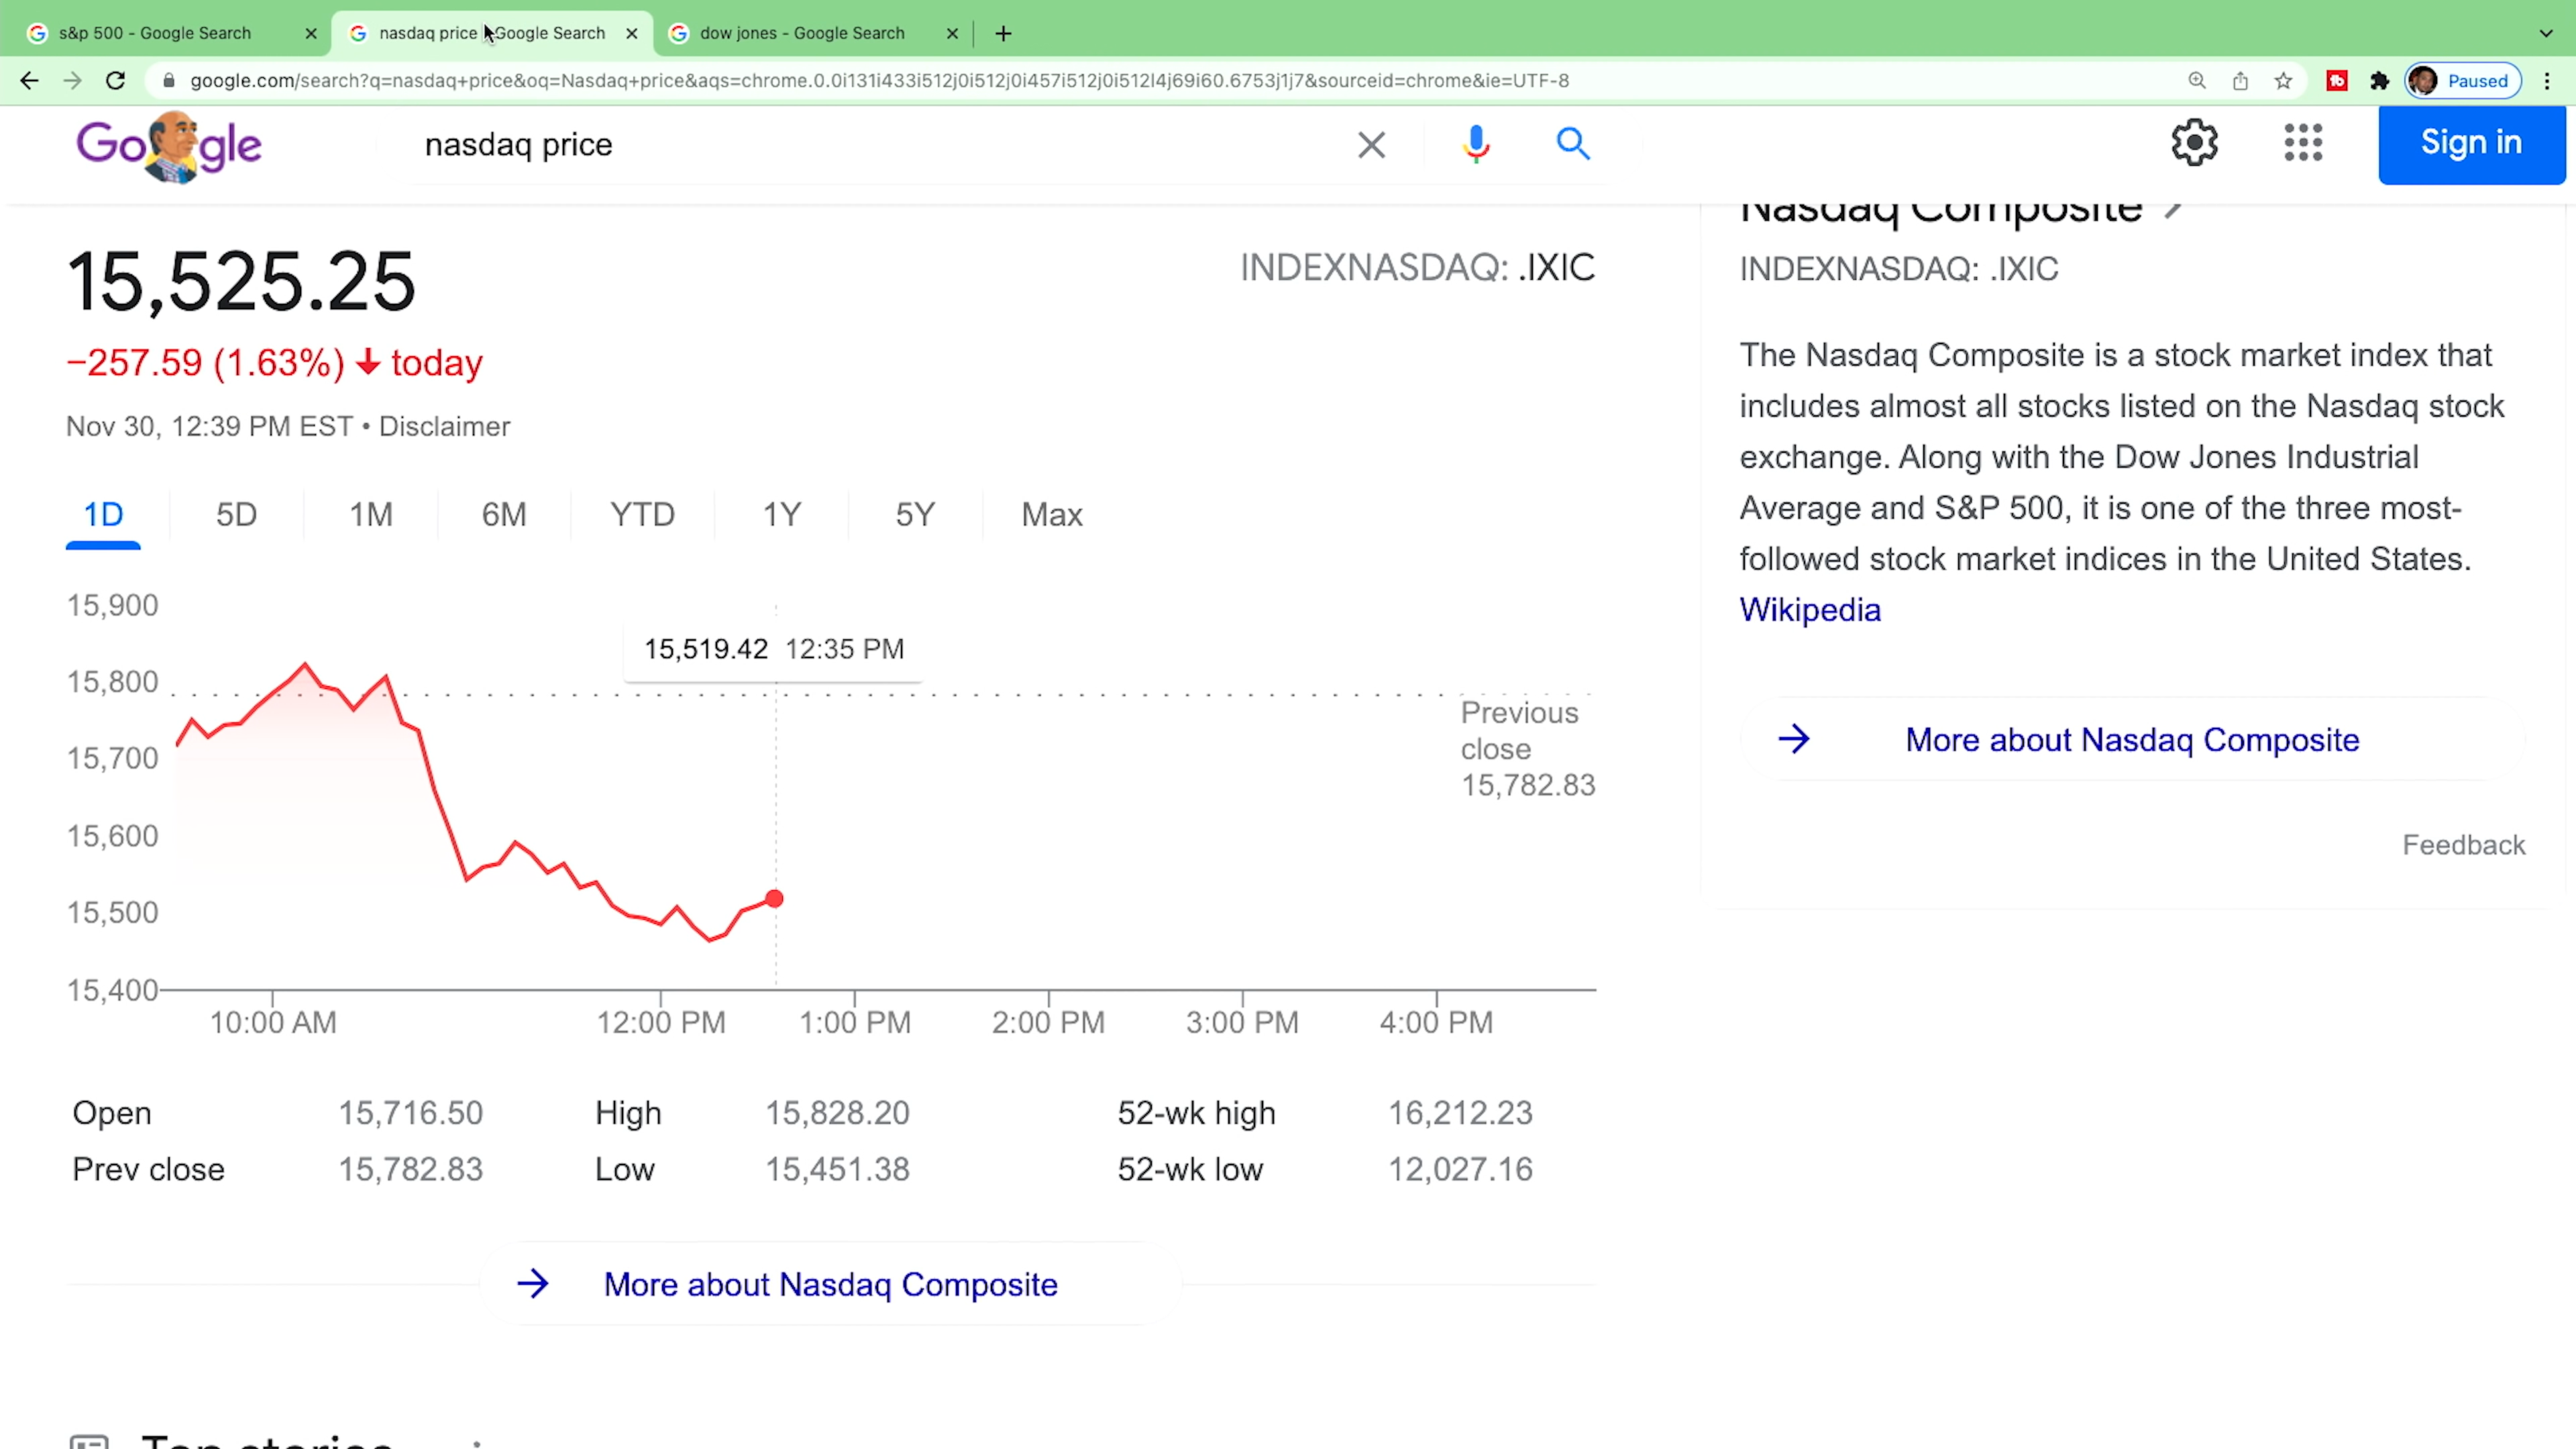 s&p 500 - Google Search
nasdaq price - Google Search
dow jones - Google Search
google.com/search?q=nasdaq+price&oq=Nasdaq+price&aqs=chrome.0.0i131i433i512j0i512j0i457i512j0i512l4j69i60.6753j1j7&sourceid=chrome&ie=UTF-8
Paused
Google
nasdaq price
Sign in
15,525.25
INDEXNASDAQ: .IXIC
−257.59 (1.63%) today
Nov 30, 12:39 PM EST • Disclaimer
1D 5D 1M 6M YTD 1Y 5Y Max
15,900
15,519.42 12:35 PM
15,800
Previous
close
15,782.83
15,700
15,600
15,500
15,400
10:00 AM 12:00 PM 1:00 PM 2:00 PM 3:00 PM 4:00 PM
Open 15,716.50 High 15,828.20 52-wk high 16,212.23
Prev close 15,782.83 Low 15,451.38 52-wk low 12,027.16
More about Nasdaq Composite
Top stories
Nasdaq Composite
INDEXNASDAQ: .IXIC
The Nasdaq Composite is a stock market index that
includes almost all stocks listed on the Nasdaq stock
exchange. Along with the Dow Jones Industrial
Average and S&P 500, it is one of the three most-
followed stock market indices in the United States.
Wikipedia
More about Nasdaq Composite
Feedback